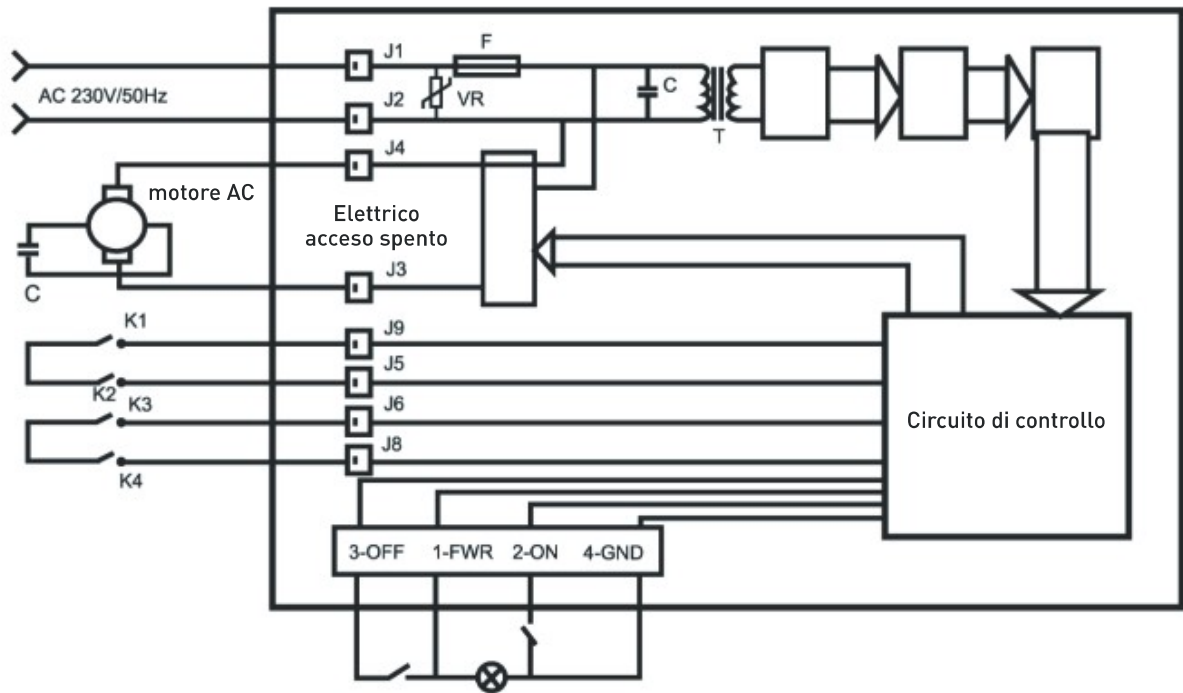 J1
F
AC 230V/50Hz
VR
C
J2
T
J4
motore AC
Elettrico
acceso spento
J3
C
K1
J9
J5
K2
K3
J6
Circuito di controllo
J8
K4
3-OFF 1-FWR 2-ON 4-GND